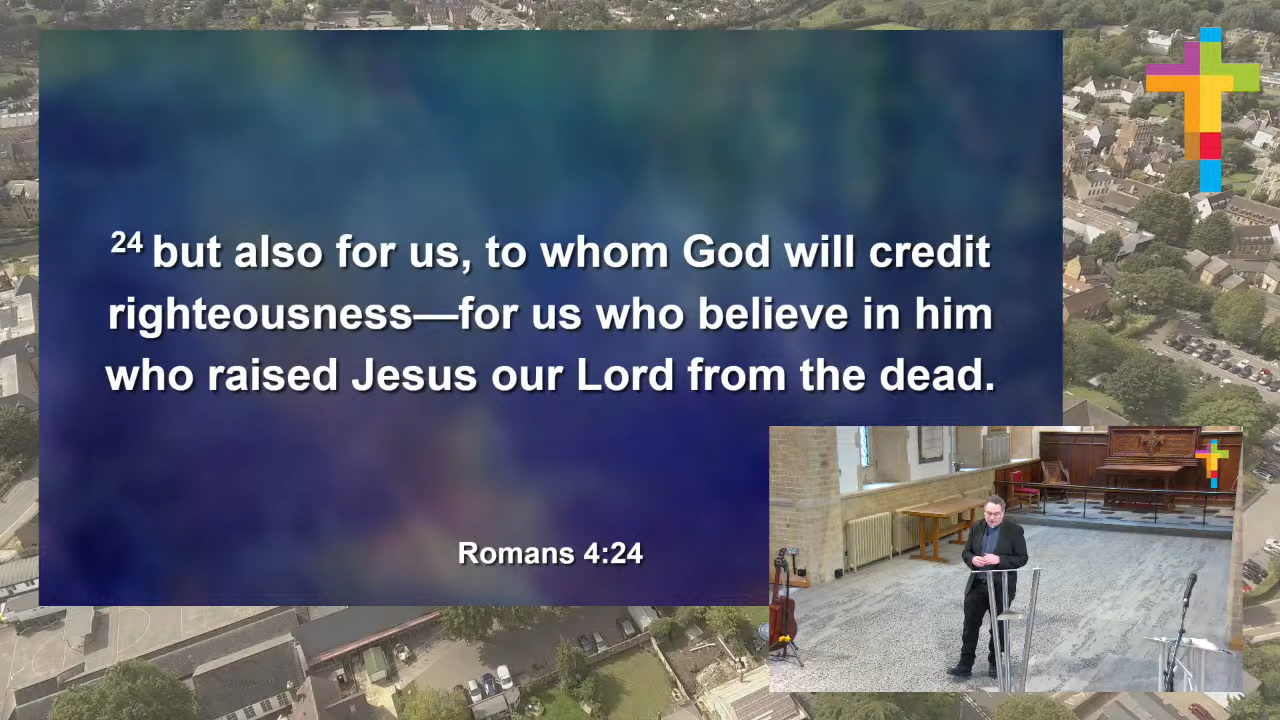 24 but also for us, to whom God will credit
righteousness—for us who believe in him
who raised Jesus our Lord from the dead.
Romans 4:24